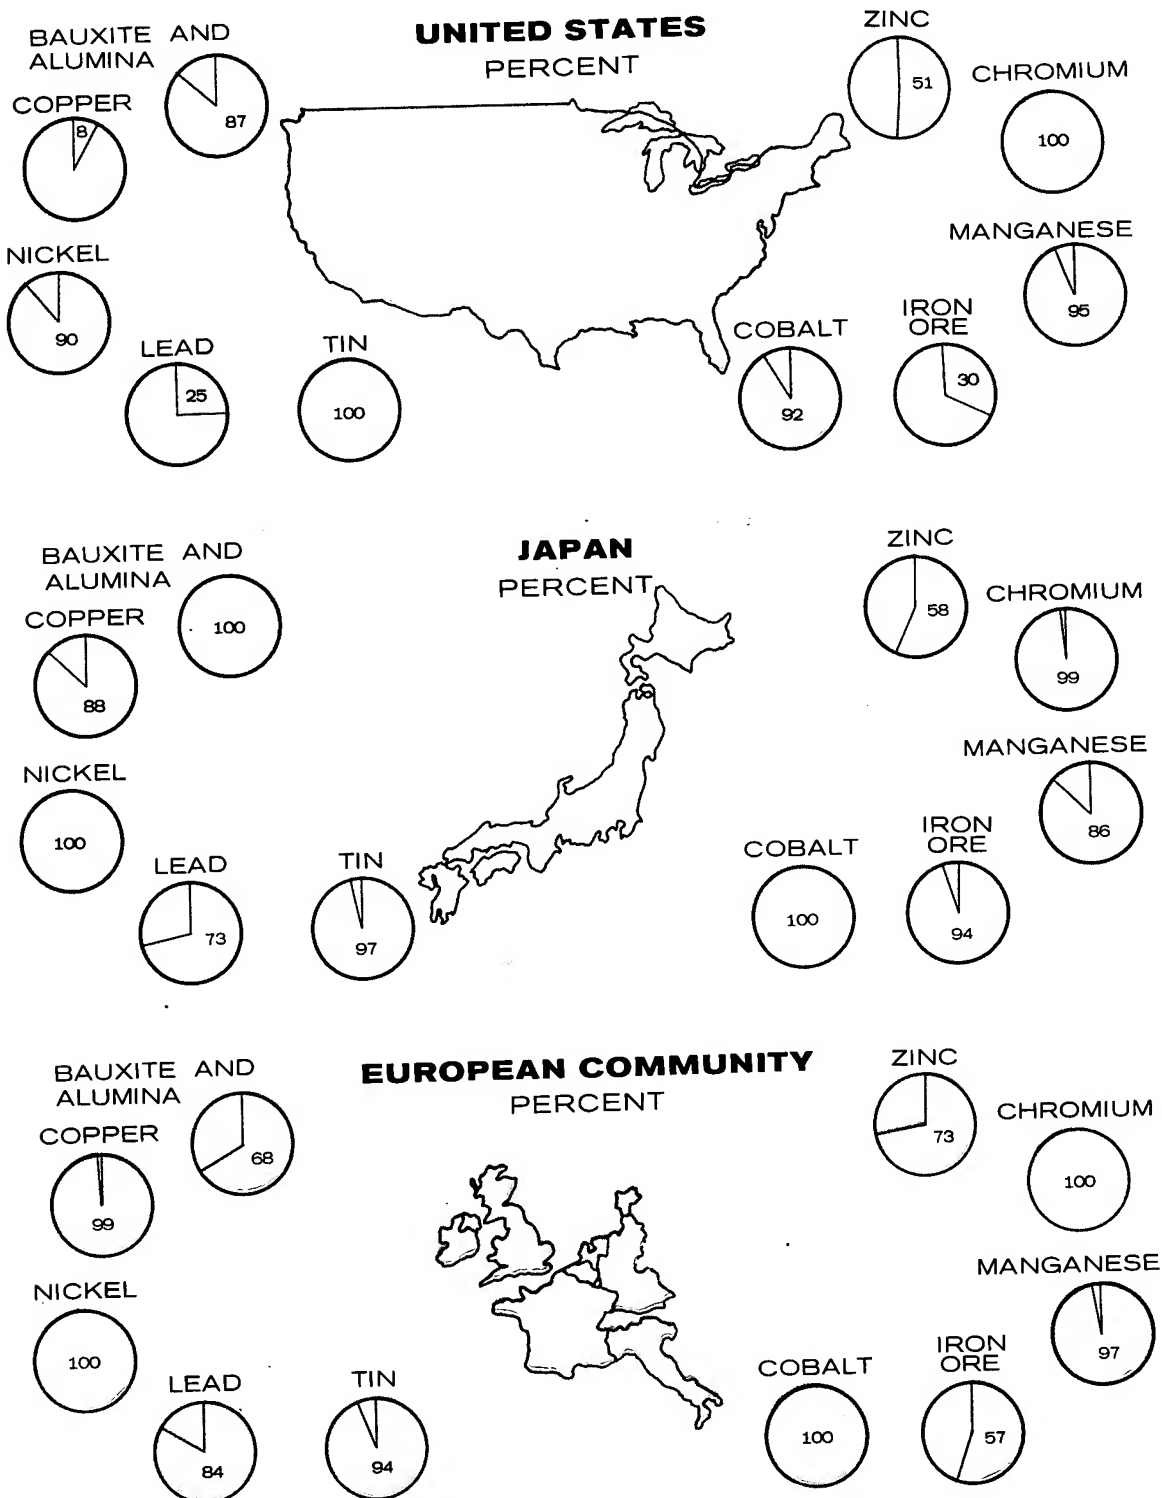 UNITED STATES
PERCENT
BAUXITE AND
ALUMINA
87
COPPER
8
NICKEL
90
LEAD
25
TIN
100
ZINC
51
CHROMIUM
100
MANGANESE
95
IRON
ORE
30
COBALT
92
JAPAN
PERCENT
BAUXITE AND
ALUMINA
100
COPPER
88
NICKEL
100
LEAD
73
TIN
97
ZINC
58
CHROMIUM
99
MANGANESE
86
IRON
ORE
94
COBALT
100
EUROPEAN COMMUNITY
PERCENT
BAUXITE AND
ALUMINA
68
COPPER
99
NICKEL
100
LEAD
84
TIN
94
ZINC
73
CHROMIUM
100
MANGANESE
97
IRON
ORE
57
COBALT
100